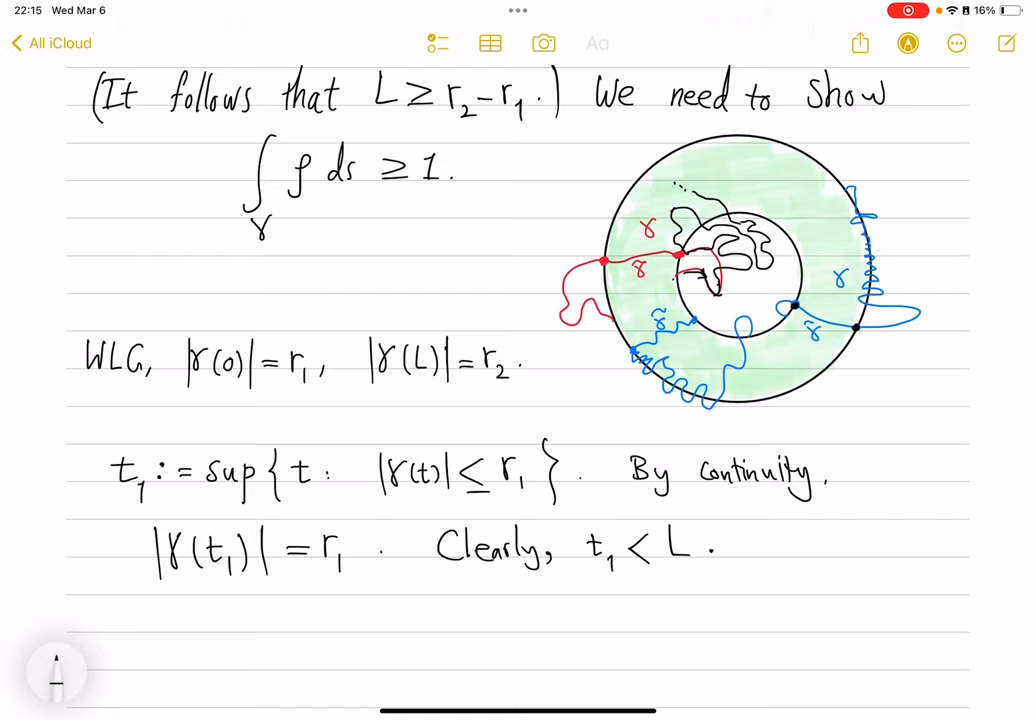 22:15 Wed Mar 6
16%
All iCloud
Aa
(It follows that L ≥ r₂-r₁.) We need to show
∫_γ ρ ds ≥ 1.
γ
γ̃
γ
γ̃
γ̃
WLG, |γ(0)| = r₁, |γ(L)| = r₂.
t₁ := sup { t : |γ(t)| ≤ r₁ }. By continuity,
|γ(t₁)| = r₁. Clearly, t₁ < L.